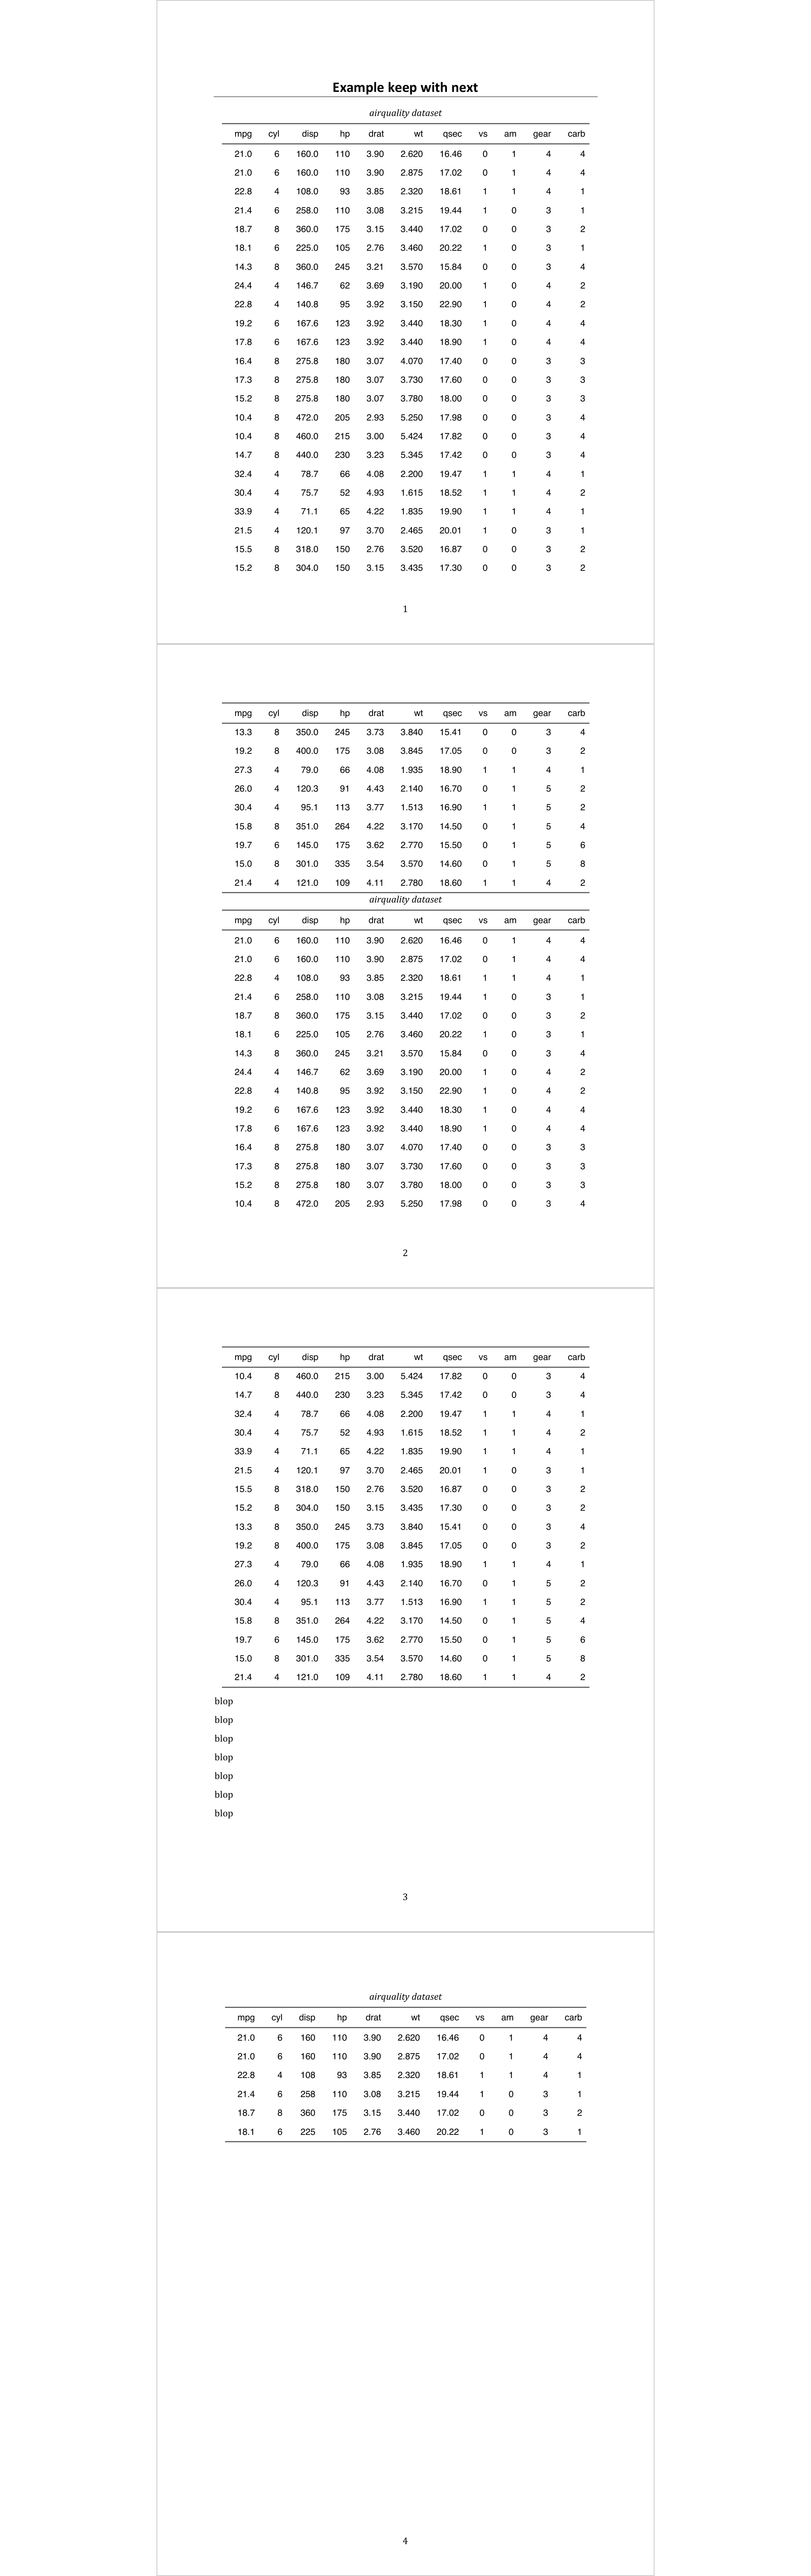 Example keep with next
airquality dataset
mpg cyl disp hp drat wt qsec vs am gear carb
21.0 6 160.0 110 3.90 2.620 16.46 0 1 4 4
21.0 6 160.0 110 3.90 2.875 17.02 0 1 4 4
22.8 4 108.0 93 3.85 2.320 18.61 1 1 4 1
21.4 6 258.0 110 3.08 3.215 19.44 1 0 3 1
18.7 8 360.0 175 3.15 3.440 17.02 0 0 3 2
18.1 6 225.0 105 2.76 3.460 20.22 1 0 3 1
14.3 8 360.0 245 3.21 3.570 15.84 0 0 3 4
24.4 4 146.7 62 3.69 3.190 20.00 1 0 4 2
22.8 4 140.8 95 3.92 3.150 22.90 1 0 4 2
19.2 6 167.6 123 3.92 3.440 18.30 1 0 4 4
17.8 6 167.6 123 3.92 3.440 18.90 1 0 4 4
16.4 8 275.8 180 3.07 4.070 17.40 0 0 3 3
17.3 8 275.8 180 3.07 3.730 17.60 0 0 3 3
15.2 8 275.8 180 3.07 3.780 18.00 0 0 3 3
10.4 8 472.0 205 2.93 5.250 17.98 0 0 3 4
10.4 8 460.0 215 3.00 5.424 17.82 0 0 3 4
14.7 8 440.0 230 3.23 5.345 17.42 0 0 3 4
32.4 4 78.7 66 4.08 2.200 19.47 1 1 4 1
30.4 4 75.7 52 4.93 1.615 18.52 1 1 4 2
33.9 4 71.1 65 4.22 1.835 19.90 1 1 4 1
21.5 4 120.1 97 3.70 2.465 20.01 1 0 3 1
15.5 8 318.0 150 2.76 3.520 16.87 0 0 3 2
15.2 8 304.0 150 3.15 3.435 17.30 0 0 3 2
1
mpg cyl disp hp drat wt qsec vs am gear carb
13.3 8 350.0 245 3.73 3.840 15.41 0 0 3 4
19.2 8 400.0 175 3.08 3.845 17.05 0 0 3 2
27.3 4 79.0 66 4.08 1.935 18.90 1 1 4 1
26.0 4 120.3 91 4.43 2.140 16.70 0 1 5 2
30.4 4 95.1 113 3.77 1.513 16.90 1 1 5 2
15.8 8 351.0 264 4.22 3.170 14.50 0 1 5 4
19.7 6 145.0 175 3.62 2.770 15.50 0 1 5 6
15.0 8 301.0 335 3.54 3.570 14.60 0 1 5 8
21.4 4 121.0 109 4.11 2.780 18.60 1 1 4 2
airquality dataset
mpg cyl disp hp drat wt qsec vs am gear carb
21.0 6 160.0 110 3.90 2.620 16.46 0 1 4 4
21.0 6 160.0 110 3.90 2.875 17.02 0 1 4 4
22.8 4 108.0 93 3.85 2.320 18.61 1 1 4 1
21.4 6 258.0 110 3.08 3.215 19.44 1 0 3 1
18.7 8 360.0 175 3.15 3.440 17.02 0 0 3 2
18.1 6 225.0 105 2.76 3.460 20.22 1 0 3 1
14.3 8 360.0 245 3.21 3.570 15.84 0 0 3 4
24.4 4 146.7 62 3.69 3.190 20.00 1 0 4 2
22.8 4 140.8 95 3.92 3.150 22.90 1 0 4 2
19.2 6 167.6 123 3.92 3.440 18.30 1 0 4 4
17.8 6 167.6 123 3.92 3.440 18.90 1 0 4 4
16.4 8 275.8 180 3.07 4.070 17.40 0 0 3 3
17.3 8 275.8 180 3.07 3.730 17.60 0 0 3 3
15.2 8 275.8 180 3.07 3.780 18.00 0 0 3 3
10.4 8 472.0 205 2.93 5.250 17.98 0 0 3 4
2
mpg cyl disp hp drat wt qsec vs am gear carb
10.4 8 460.0 215 3.00 5.424 17.82 0 0 3 4
14.7 8 440.0 230 3.23 5.345 17.42 0 0 3 4
32.4 4 78.7 66 4.08 2.200 19.47 1 1 4 1
30.4 4 75.7 52 4.93 1.615 18.52 1 1 4 2
33.9 4 71.1 65 4.22 1.835 19.90 1 1 4 1
21.5 4 120.1 97 3.70 2.465 20.01 1 0 3 1
15.5 8 318.0 150 2.76 3.520 16.87 0 0 3 2
15.2 8 304.0 150 3.15 3.435 17.30 0 0 3 2
13.3 8 350.0 245 3.73 3.840 15.41 0 0 3 4
19.2 8 400.0 175 3.08 3.845 17.05 0 0 3 2
27.3 4 79.0 66 4.08 1.935 18.90 1 1 4 1
26.0 4 120.3 91 4.43 2.140 16.70 0 1 5 2
30.4 4 95.1 113 3.77 1.513 16.90 1 1 5 2
15.8 8 351.0 264 4.22 3.170 14.50 0 1 5 4
19.7 6 145.0 175 3.62 2.770 15.50 0 1 5 6
15.0 8 301.0 335 3.54 3.570 14.60 0 1 5 8
21.4 4 121.0 109 4.11 2.780 18.60 1 1 4 2
blop
blop
blop
blop
blop
blop
blop
3
airquality dataset
mpg cyl disp hp drat wt qsec vs am gear carb
21.0 6 160 110 3.90 2.620 16.46 0 1 4 4
21.0 6 160 110 3.90 2.875 17.02 0 1 4 4
22.8 4 108 93 3.85 2.320 18.61 1 1 4 1
21.4 6 258 110 3.08 3.215 19.44 1 0 3 1
18.7 8 360 175 3.15 3.440 17.02 0 0 3 2
18.1 6 225 105 2.76 3.460 20.22 1 0 3 1
4